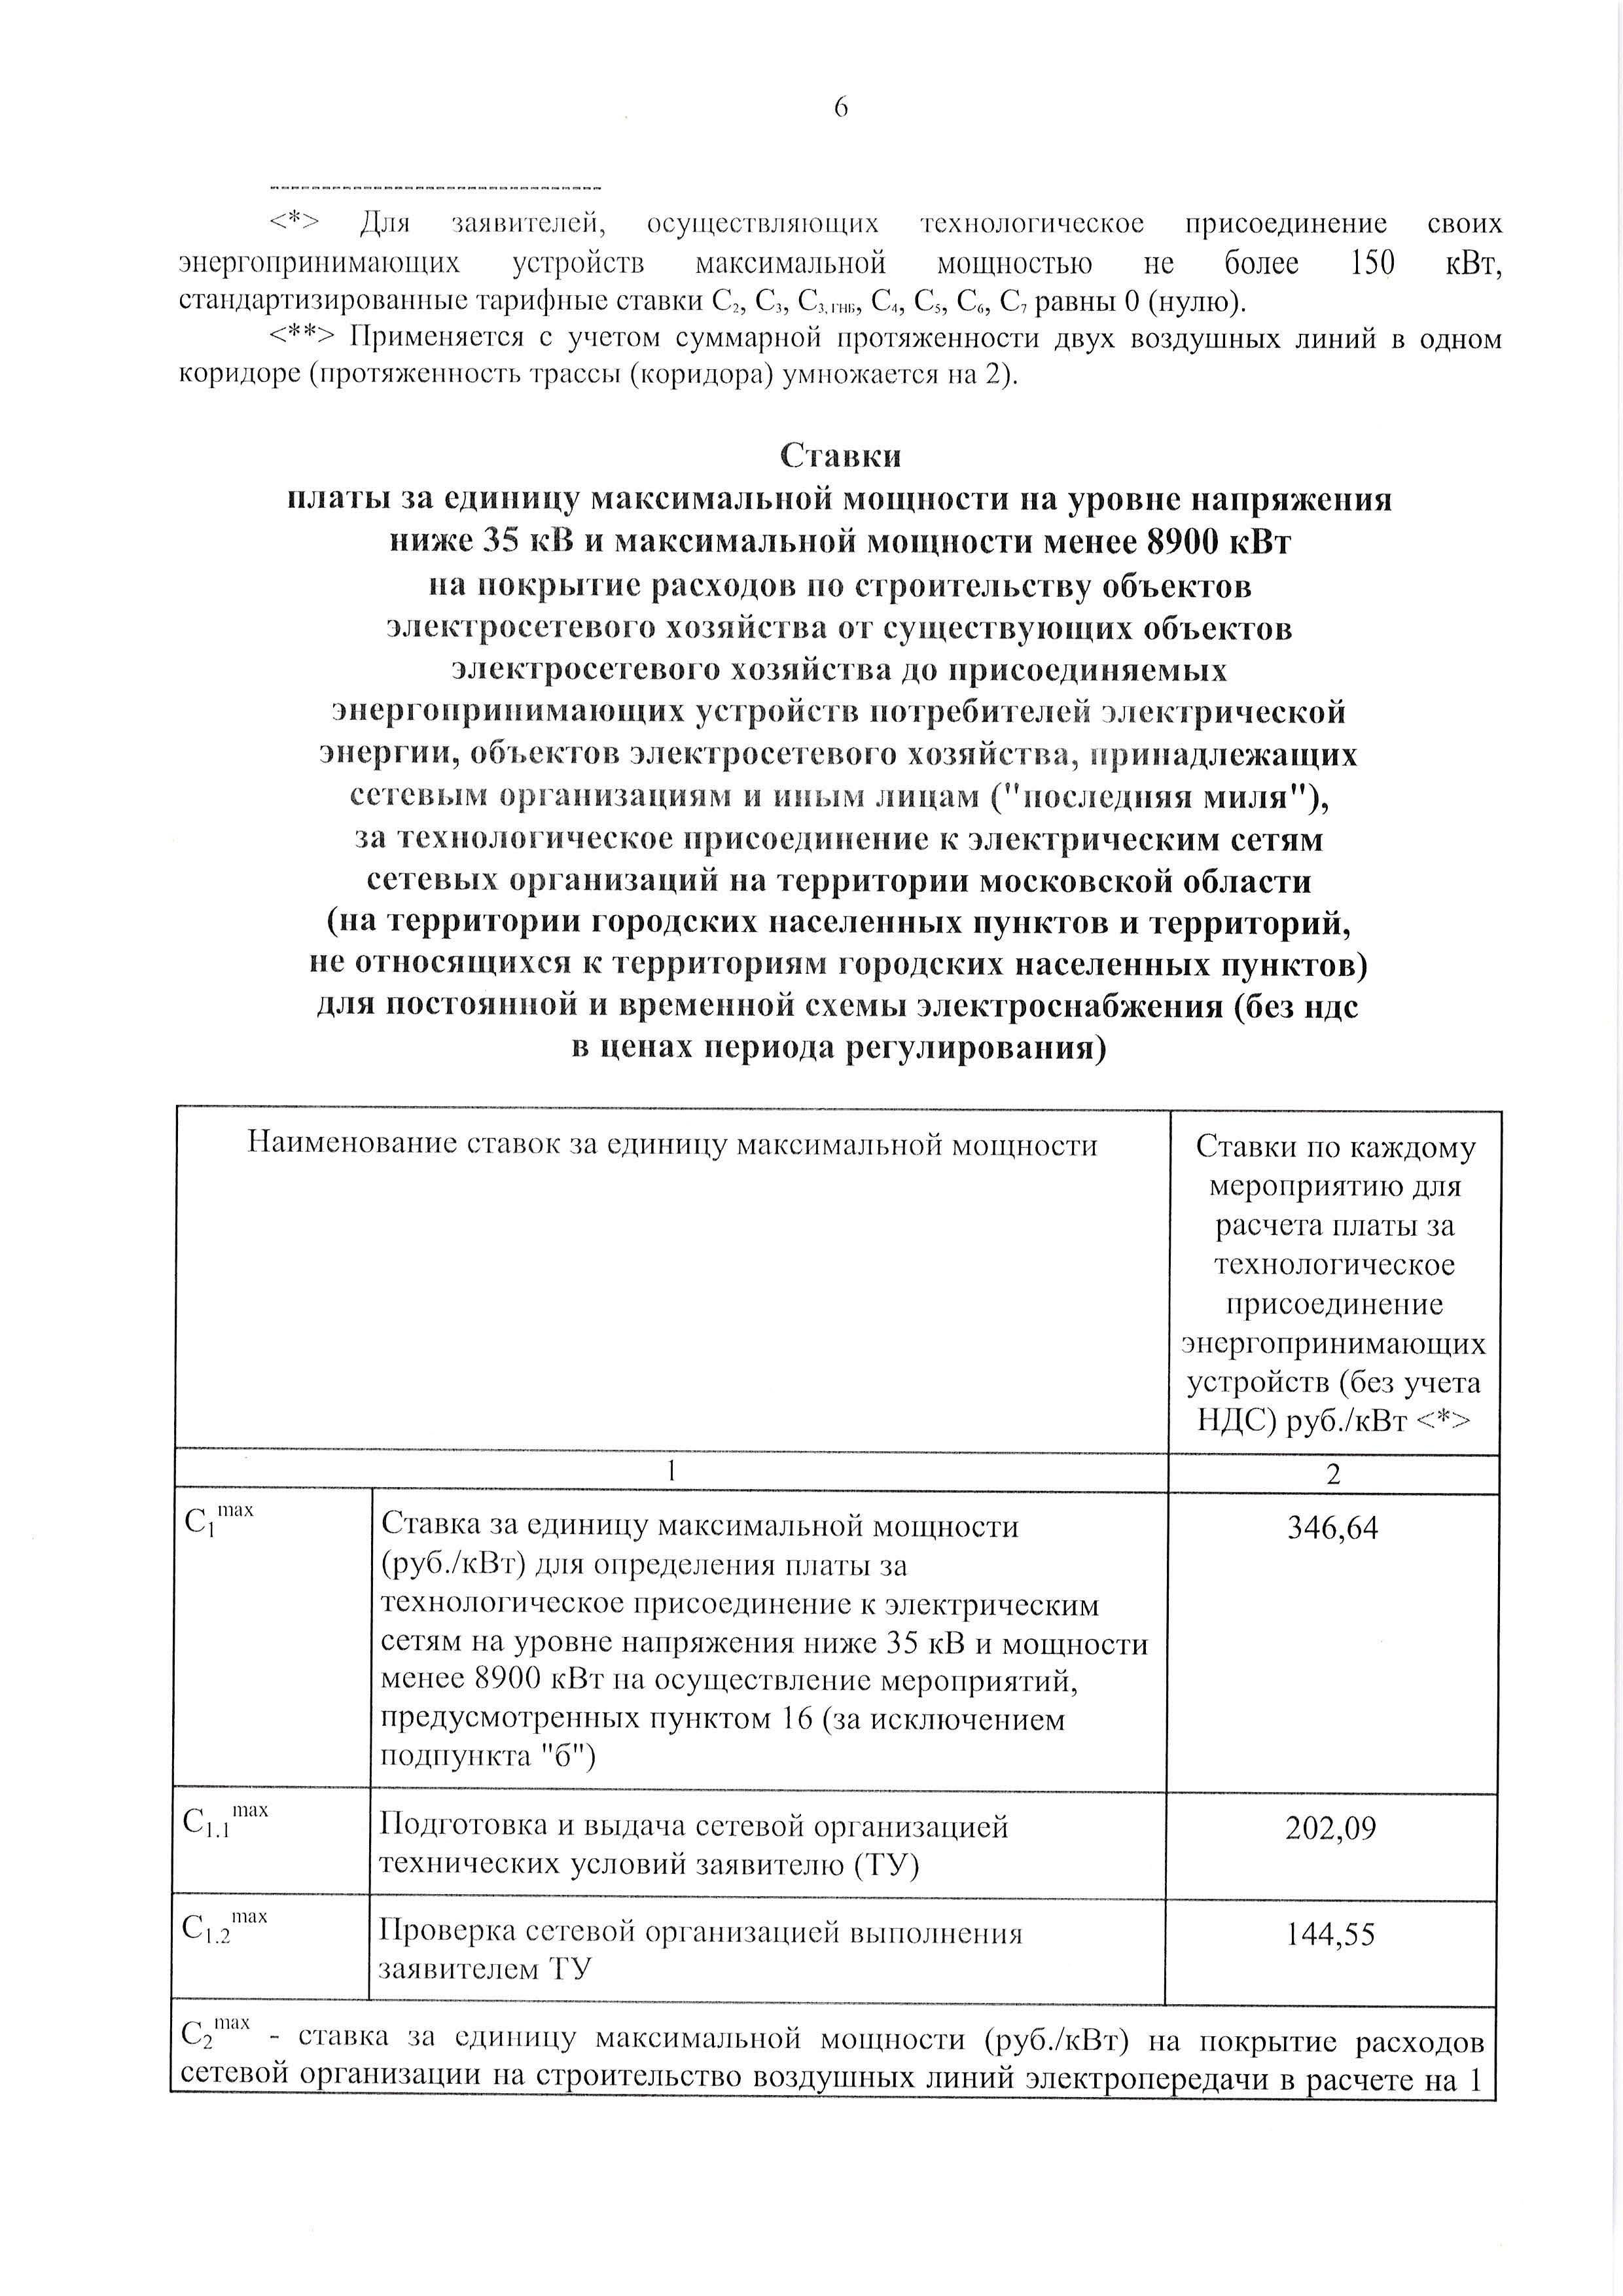 6
<*> Для заявителей, осуществляющих технологическое присоединение своих
энергопринимающих устройств максимальной мощностью не более 150 кВт,
стандартизированные тарифные ставки С₂, С₃, С₃.ГНБ, С₄, С₅, С₆, С₇ равны 0 (нулю).
<**> Применяется с учетом суммарной протяженности двух воздушных линий в одном
коридоре (протяженность трассы (коридора) умножается на 2).
Ставки
платы за единицу максимальной мощности на уровне напряжения
ниже 35 кВ и максимальной мощности менее 8900 кВт
на покрытие расходов по строительству объектов
электросетевого хозяйства от существующих объектов
электросетевого хозяйства до присоединяемых
энергопринимающих устройств потребителей электрической
энергии, объектов электросетевого хозяйства, принадлежащих
сетевым организациям и иным лицам ("последняя миля"),
за технологическое присоединение к электрическим сетям
сетевых организаций на территории московской области
(на территории городских населенных пунктов и территорий,
не относящихся к территориям городских населенных пунктов)
для постоянной и временной схемы электроснабжения (без ндс
в ценах периода регулирования)
Наименование ставок за единицу максимальной мощности
Ставки по каждому
мероприятию для
расчета платы за
технологическое
присоединение
энергопринимающих
устройств (без учета
НДС) руб./кВт <*>
1
2
С₁ᵐᵃˣ
Ставка за единицу максимальной мощности
(руб./кВт) для определения платы за
технологическое присоединение к электрическим
сетям на уровне напряжения ниже 35 кВ и мощности
менее 8900 кВт на осуществление мероприятий,
предусмотренных пунктом 16 (за исключением
подпункта "б")
346,64
С₁.₁ᵐᵃˣ
Подготовка и выдача сетевой организацией
технических условий заявителю (ТУ)
202,09
С₁.₂ᵐᵃˣ
Проверка сетевой организацией выполнения
заявителем ТУ
144,55
С₂ᵐᵃˣ - ставка за единицу максимальной мощности (руб./кВт) на покрытие расходов
сетевой организации на строительство воздушных линий электропередачи в расчете на 1